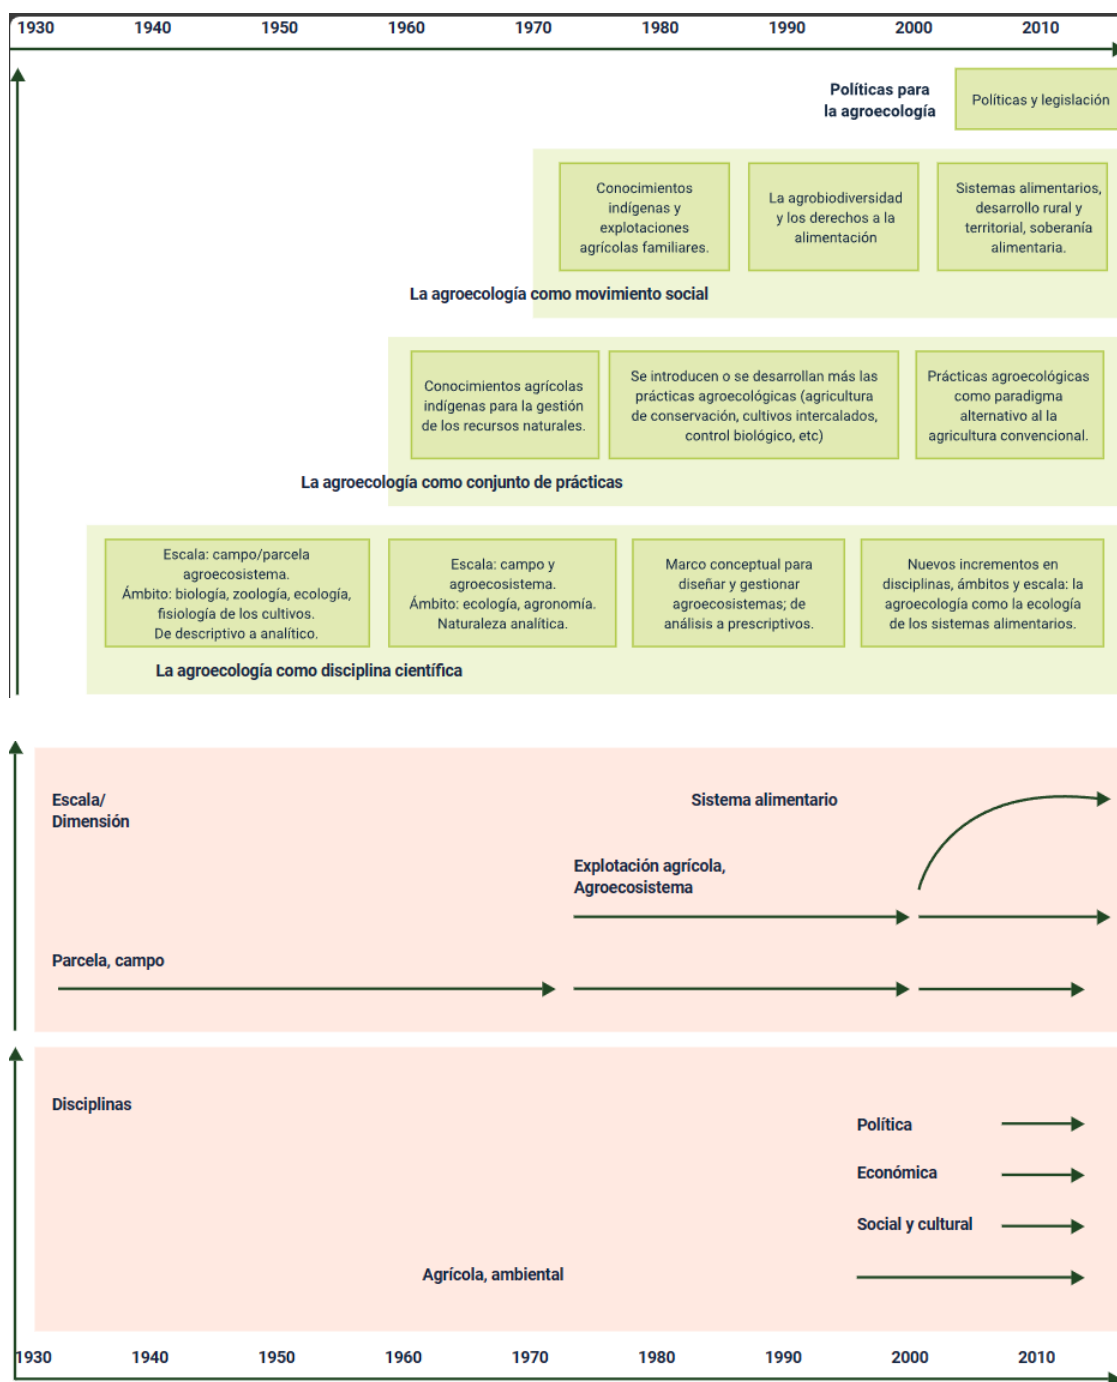 1930 1940 1950 1960 1970 1980 1990 2000 2010
Políticas para
la agroecología
Políticas y legislación
Conocimientos
indígenas y
explotaciones
agrícolas familiares.
La agrobiodiversidad
y los derechos a la
alimentación
Sistemas alimentarios,
desarrollo rural y
territorial, soberanía
alimentaria.
La agroecología como movimiento social
Conocimientos agrícolas
indígenas para la gestión
de los recursos naturales.
Se introducen o se desarrollan más las
prácticas agroecológicas (agricultura
de conservación, cultivos intercalados,
control biológico, etc)
Prácticas agroecológicas
como paradigma
alternativo al la
agricultura convencional.
La agroecología como conjunto de prácticas
Escala: campo/parcela
agroecosistema.
Ámbito: biología, zoología, ecología,
fisiología de los cultivos.
De descriptivo a analítico.
Escala: campo y
agroecosistema.
Ámbito: ecología, agronomía.
Naturaleza analítica.
Marco conceptual para
diseñar y gestionar
agroecosistemas; de
análisis a prescriptivos.
Nuevos incrementos en
disciplinas, ámbitos y escala: la
agroecología como la ecología
de los sistemas alimentarios.
La agroecología como disciplina científica
Escala/
Dimensión
Sistema alimentario
Explotación agrícola,
Agroecosistema
Parcela, campo
Disciplinas
Política
Económica
Social y cultural
Agrícola, ambiental
1930 1940 1950 1960 1970 1980 1990 2000 2010